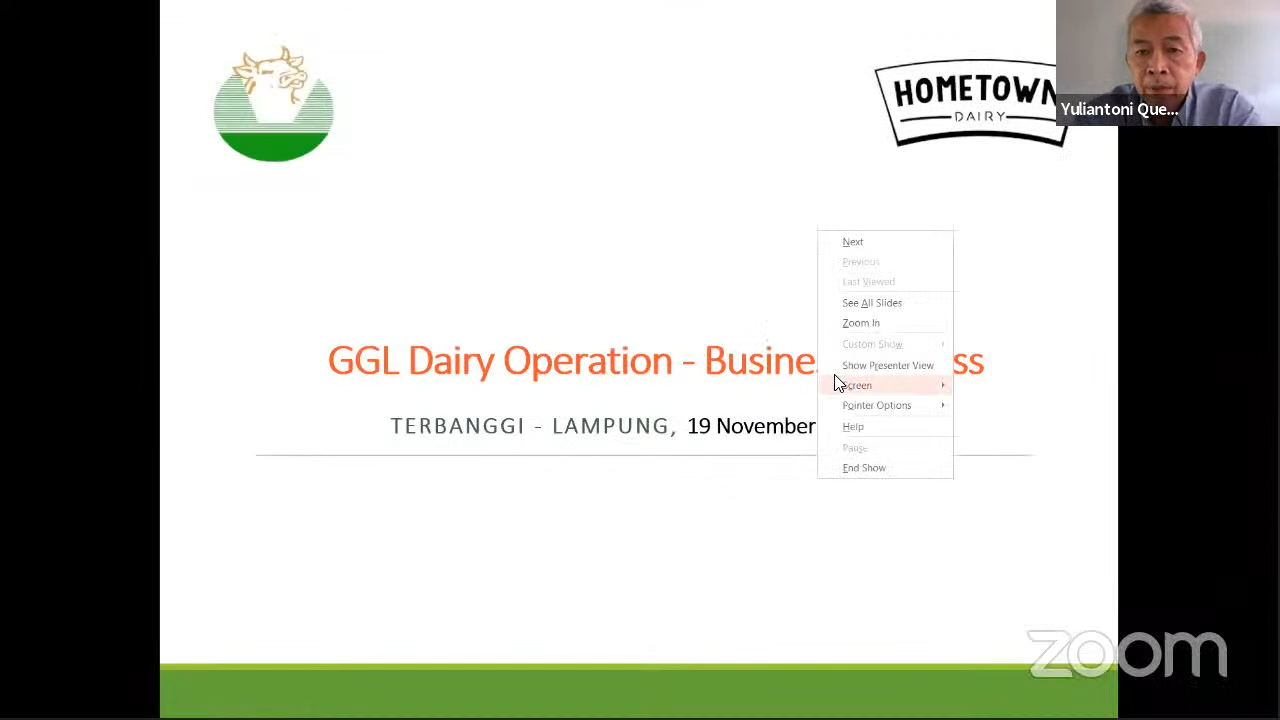 HOMETOWN
DAIRY
Yuliantoni Que...
Next
Previous
Last Viewed
See All Slides
Zoom In
Custom Show
Show Presenter View
Screen
Pointer Options
Help
Pause
End Show
GGL Dairy Operation - Busine
TERBANGGI - LAMPUNG, 19 November
zoom